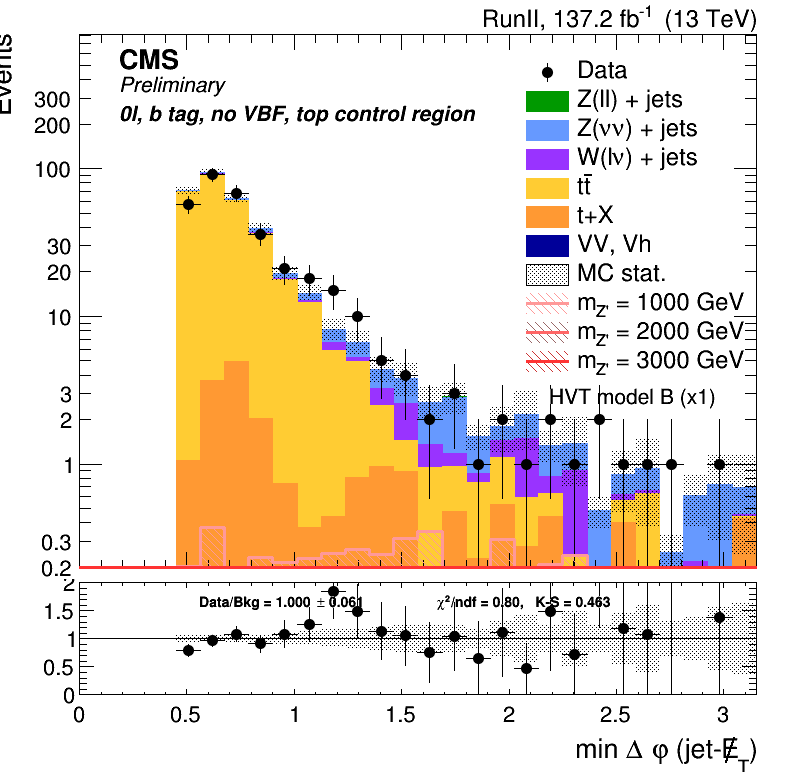 RunII, 137.2 fb⁻¹ (13 TeV)
Events
CMS
Preliminary
0l, b tag, no VBF, top control region
Data
Z(ll) + jets
Z(νν) + jets
W(lν) + jets
tt̄
t+X
VV, Vh
MC stat.
m_Z' = 1000 GeV
m_Z' = 2000 GeV
m_Z' = 3000 GeV
HVT model B (x1)
300
200
100
30
20
10
3
2
1
0.3
0.2
2
1.5
1
0.5
0
Data/Bkg = 1.000 ± 0.061
χ²/ndf = 0.80, K-S = 0.463
0 0.5 1 1.5 2 2.5 3
min Δ φ (jet-E̸_T)